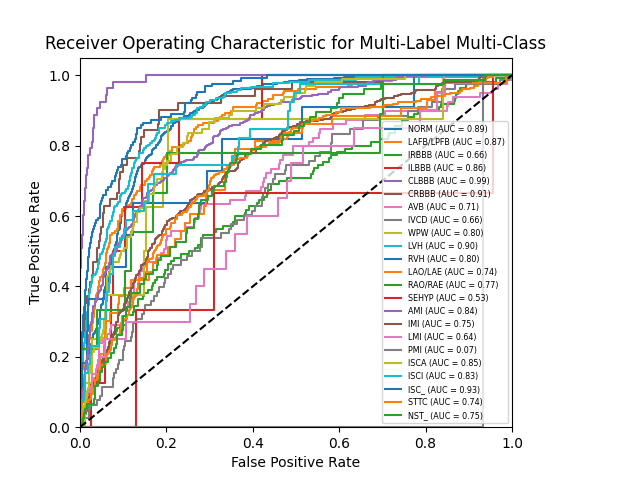 Receiver Operating Characteristic for Multi-Label Multi-Class
1.0
0.8
0.6
0.4
0.2
0.0
True Positive Rate
NORM (AUC = 0.89)
LAFB/LPFB (AUC = 0.87)
IRBBB (AUC = 0.66)
ILBBB (AUC = 0.86)
CLBBB (AUC = 0.99)
CRBBB (AUC = 0.91)
AVB (AUC = 0.71)
IVCD (AUC = 0.66)
WPW (AUC = 0.80)
LVH (AUC = 0.90)
RVH (AUC = 0.80)
LAO/LAE (AUC = 0.74)
RAO/RAE (AUC = 0.77)
SEHYP (AUC = 0.53)
AMI (AUC = 0.84)
IMI (AUC = 0.75)
LMI (AUC = 0.64)
PMI (AUC = 0.07)
ISCA (AUC = 0.85)
ISCI (AUC = 0.83)
ISC_ (AUC = 0.93)
STTC (AUC = 0.74)
NST_ (AUC = 0.75)
0.0 0.2 0.4 0.6 0.8 1.0
False Positive Rate